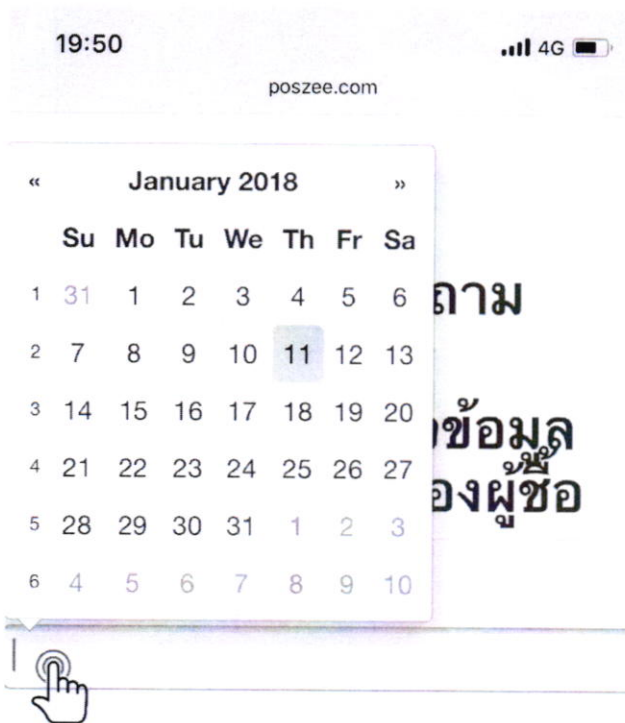 19:50 4G
poszee.com
« January 2018 »
Su Mo Tu We Th Fr Sa
1 31 1 2 3 4 5 6
ถาม
2 7 8 9 10 11 12 13
3 14 15 16 17 18 19 20
ข้อมูล
4 21 22 23 24 25 26 27
องผู้ซื้อ
5 28 29 30 31 1 2 3
6 4 5 6 7 8 9 10